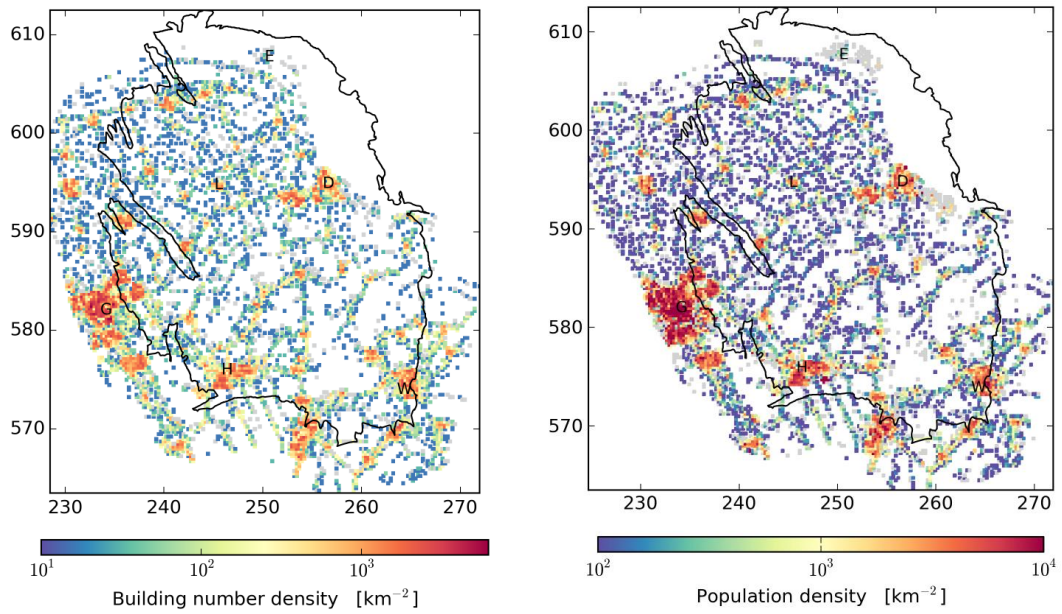 610
600
590
580
570
E
L
D
G
H
W
230 240 250 260 270
10^1 10^2 10^3
Building number density [km^{-2}]
610
600
590
580
570
E
L
D
G
H
W
230 240 250 260 270
10^2 10^3 10^4
Population density [km^{-2}]